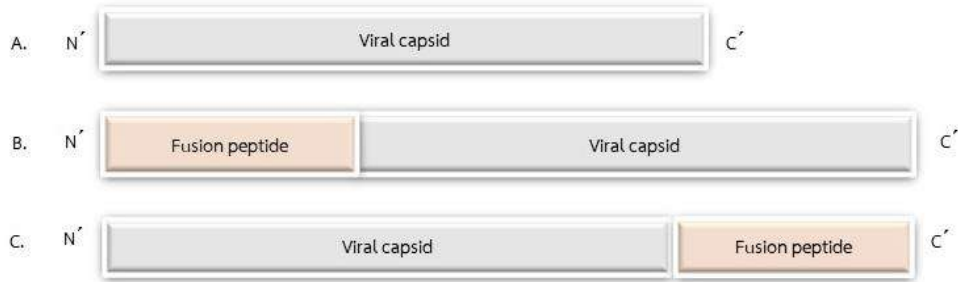 A. N´ Viral capsid C´
B. N´ Fusion peptide Viral capsid C´
C. N´ Viral capsid Fusion peptide C´